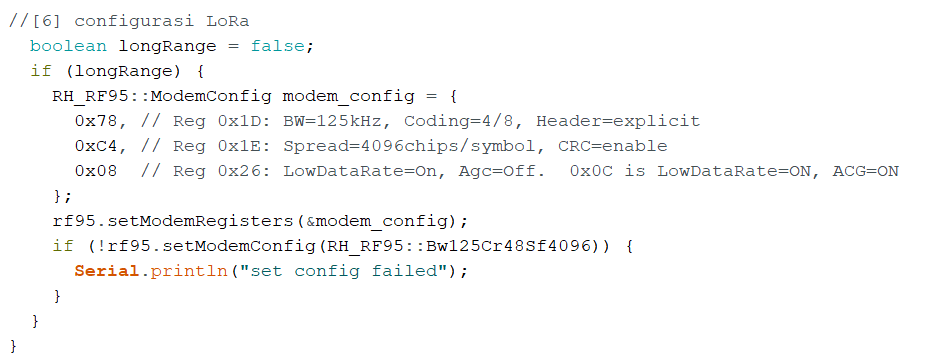 //[6] configurasi LoRa
  boolean longRange = false;
  if (longRange) {
    RH_RF95::ModemConfig modem_config = {
      0x78, // Reg 0x1D: BW=125kHz, Coding=4/8, Header=explicit
      0xC4, // Reg 0x1E: Spread=4096chips/symbol, CRC=enable
      0x08  // Reg 0x26: LowDataRate=On, Agc=Off.  0x0C is LowDataRate=ON, ACG=ON
    };
    rf95.setModemRegisters(&modem_config);
    if (!rf95.setModemConfig(RH_RF95::Bw125Cr48Sf4096)) {
      Serial.println("set config failed");
    }
  }
}